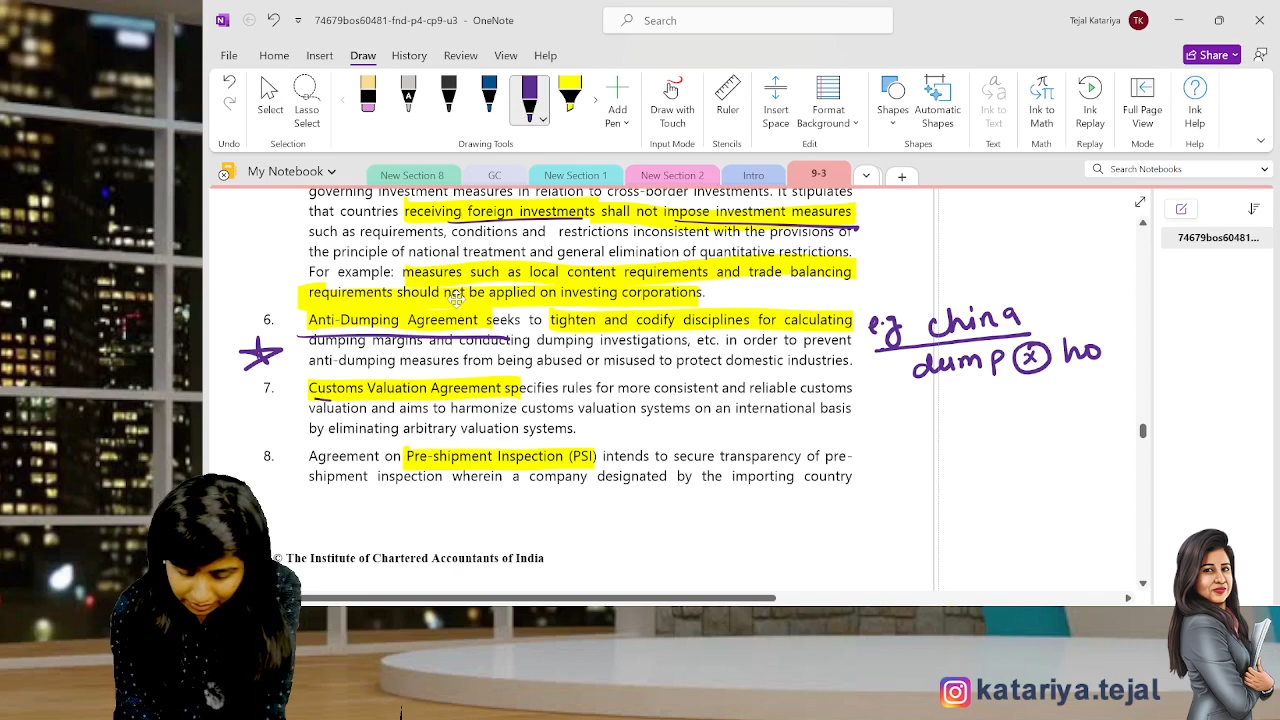 74679bos60481-fnd-p4-cp9-u3 - OneNote
Search
Tejal Katariya
TK
File Home Insert Draw History Review View Help
Share
Undo
Select
Lasso Select
Add Pen
Draw with Touch
Ruler
Insert Space
Format Background
Shapes
Automatic Shapes
Ink to Text
Ink to Math
Ink Replay
Full Page View
Ink Help
Undo Selection Drawing Tools Input Mode Stencils Edit Shapes Math Replay Mode Help
My Notebook
New Section 8 GC New Section 1 New Section 2 Intro 9-3
Search Notebooks
74679bos60481...
governing investment measures in relation to cross-border investments. It stipulates
that countries receiving foreign investments shall not impose investment measures
such as requirements, conditions and restrictions inconsistent with the provisions of
the principle of national treatment and general elimination of quantitative restrictions.
For example: measures such as local content requirements and trade balancing
requirements should not be applied on investing corporations.
6. Anti-Dumping Agreement seeks to tighten and codify disciplines for calculating
dumping margins and conducting dumping investigations, etc. in order to prevent
anti-dumping measures from being abused or misused to protect domestic industries.
e.g china
dump x ho
7. Customs Valuation Agreement specifies rules for more consistent and reliable customs
valuation and aims to harmonize customs valuation systems on an international basis
by eliminating arbitrary valuation systems.
8. Agreement on Pre-shipment Inspection (PSI) intends to secure transparency of pre-
shipment inspection wherein a company designated by the importing country
© The Institute of Chartered Accountants of India
katariya.tejal